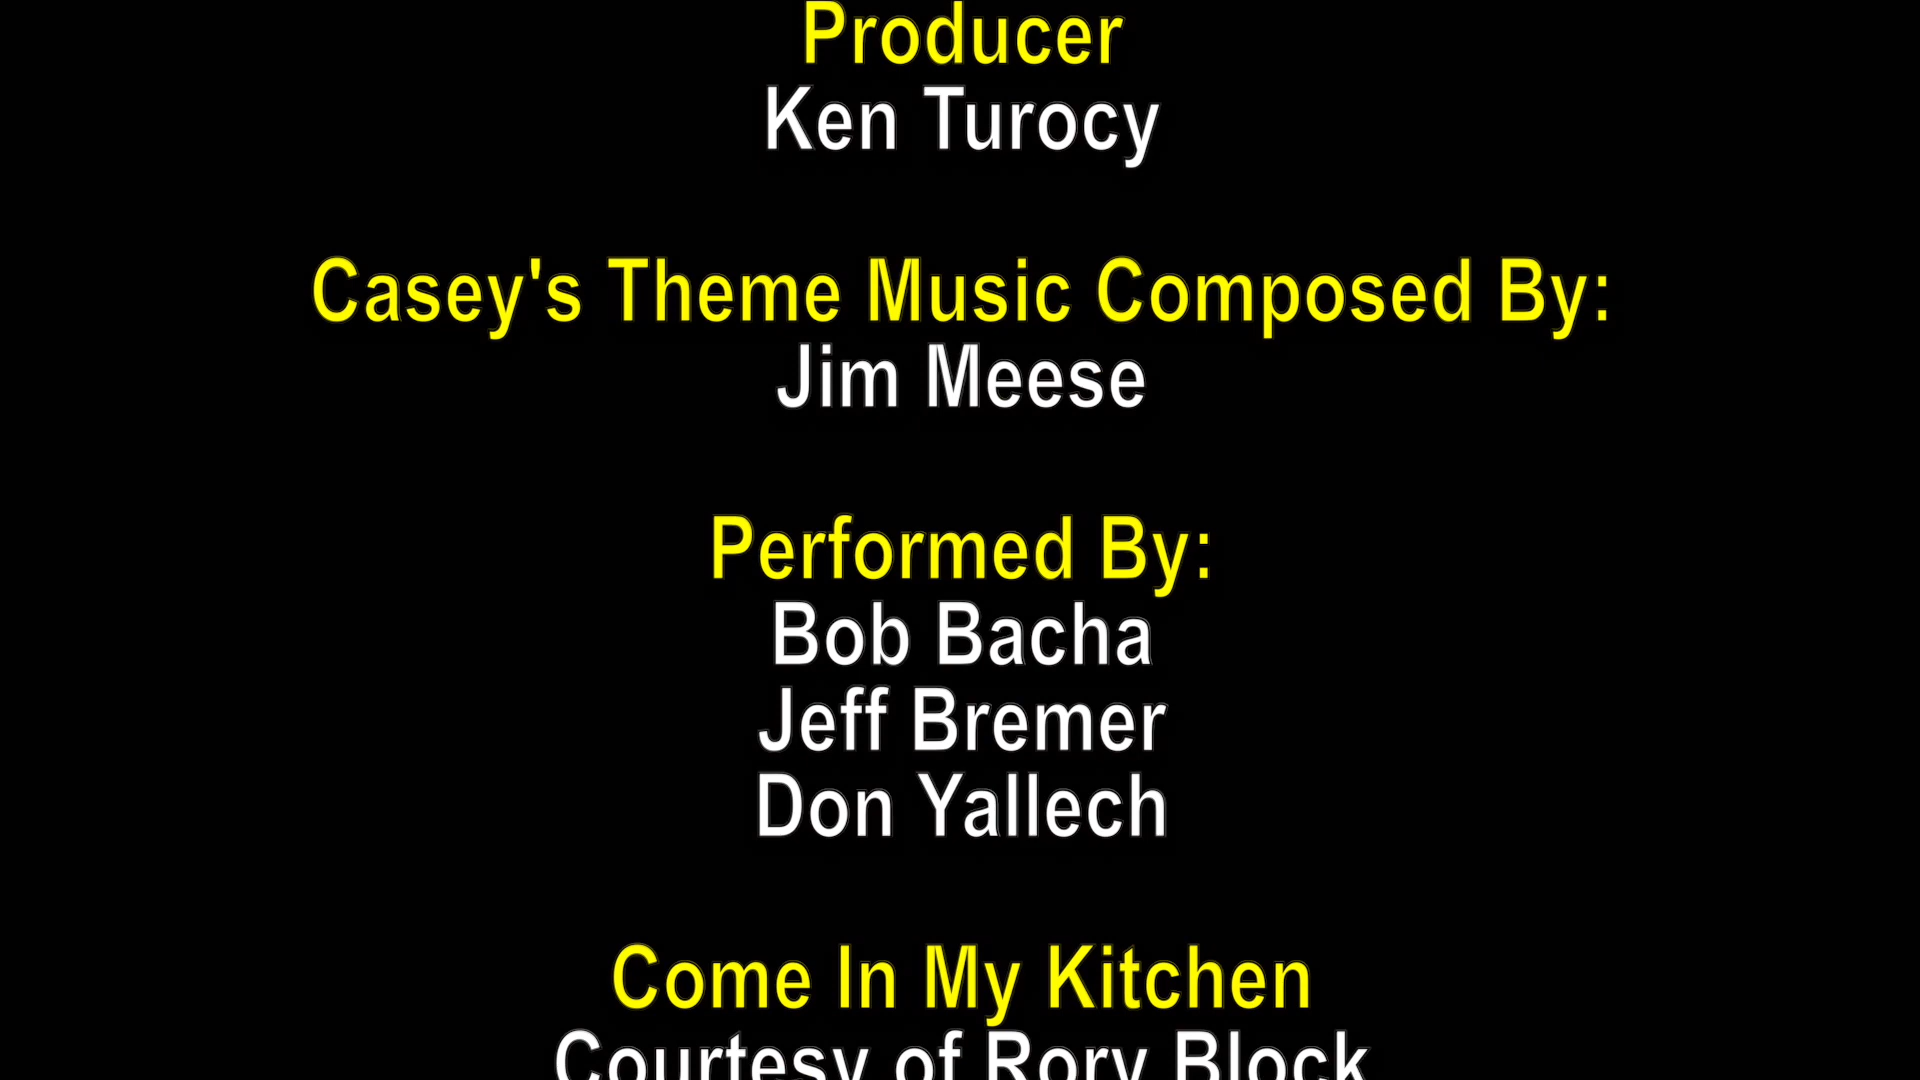 Producer
Ken Turocy
Casey's Theme Music Composed By:
Jim Meese
Performed By:
Bob Bacha
Jeff Bremer
Don Yallech
Come In My Kitchen
Courtesy of Rory Block